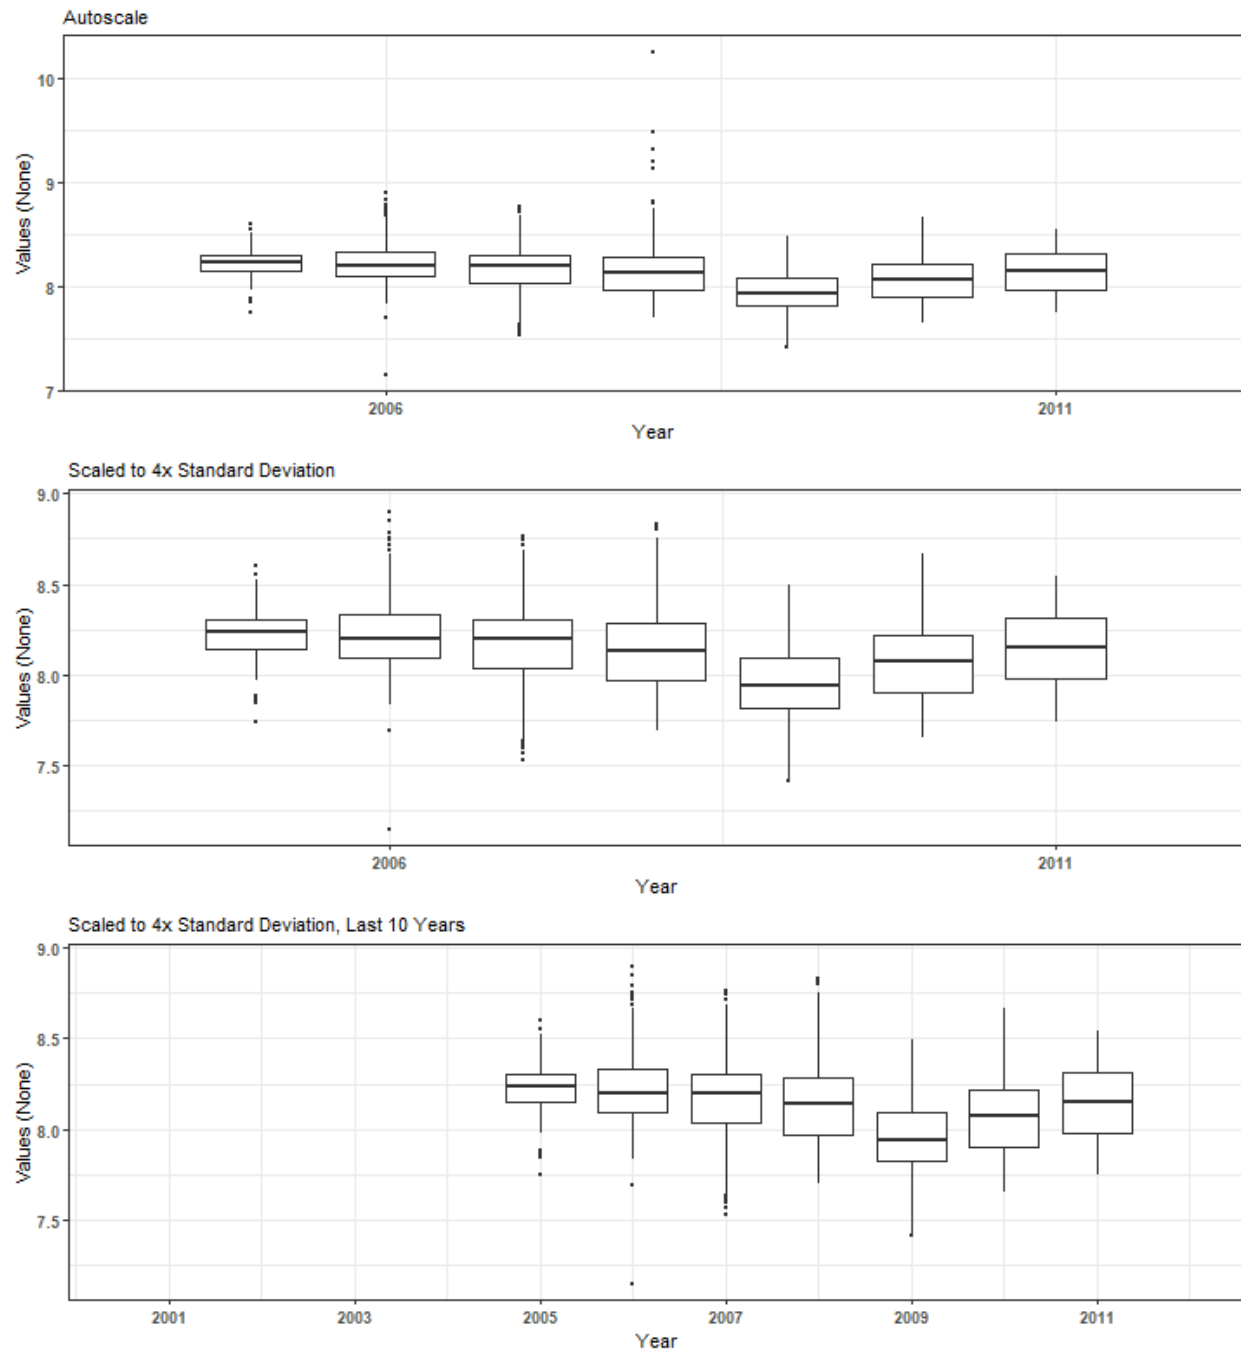 Autoscale
10
9
8
7
Values (None)
2006
2011
Year
Scaled to 4x Standard Deviation
9.0
8.5
8.0
7.5
Values (None)
2006
2011
Year
Scaled to 4x Standard Deviation, Last 10 Years
9.0
8.5
8.0
7.5
Values (None)
2001
2003
2005
2007
2009
2011
Year